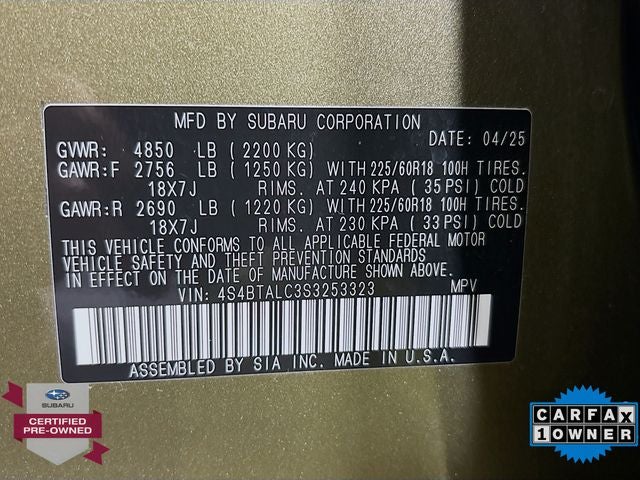 MFD BY SUBARU CORPORATION
DATE: 04/25
GVWR: 4850 LB (2200 KG)
GAWR:F 2756 LB (1250 KG) WITH 225/60R18 100H TIRES.
18X7J RIMS. AT 240 KPA (35 PSI) COLD
GAWR:R 2690 LB (1220 KG) WITH 225/60R18 100H TIRES.
18X7J RIMS. AT 230 KPA (33 PSI) COLD
THIS VEHICLE CONFORMS TO ALL APPLICABLE FEDERAL MOTOR
VEHICLE SAFETY AND THEFT PREVENTION STANDARDS
IN EFFECT ON THE DATE OF MANUFACTURE SHOWN ABOVE.
VIN: 4S4BTALC3S3253323 MPV
ASSEMBLED BY SIA INC. MADE IN U.S.A.
SUBARU
CERTIFIED
PRE-OWNED
CARFAX
1 OWNER